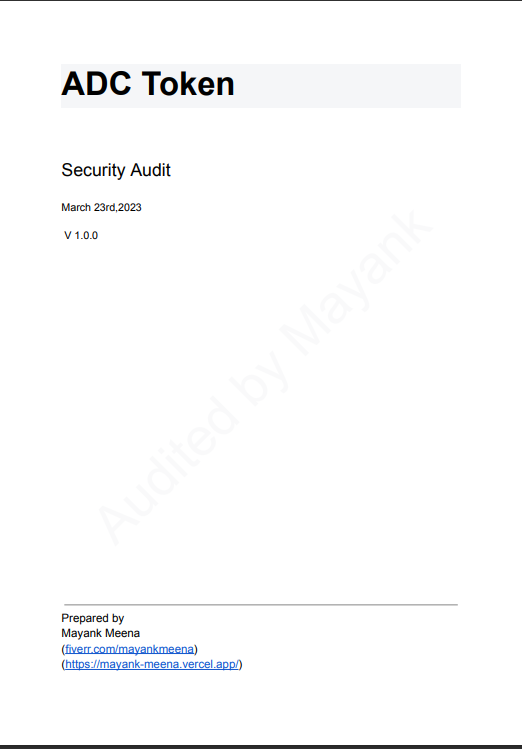 ADC Token
Security Audit
March 23rd,2023
V 1.0.0
Audited by Mayank
Prepared by
Mayank Meena
(fiverr.com/mayankmeena)
(https://mayank-meena.vercel.app/)